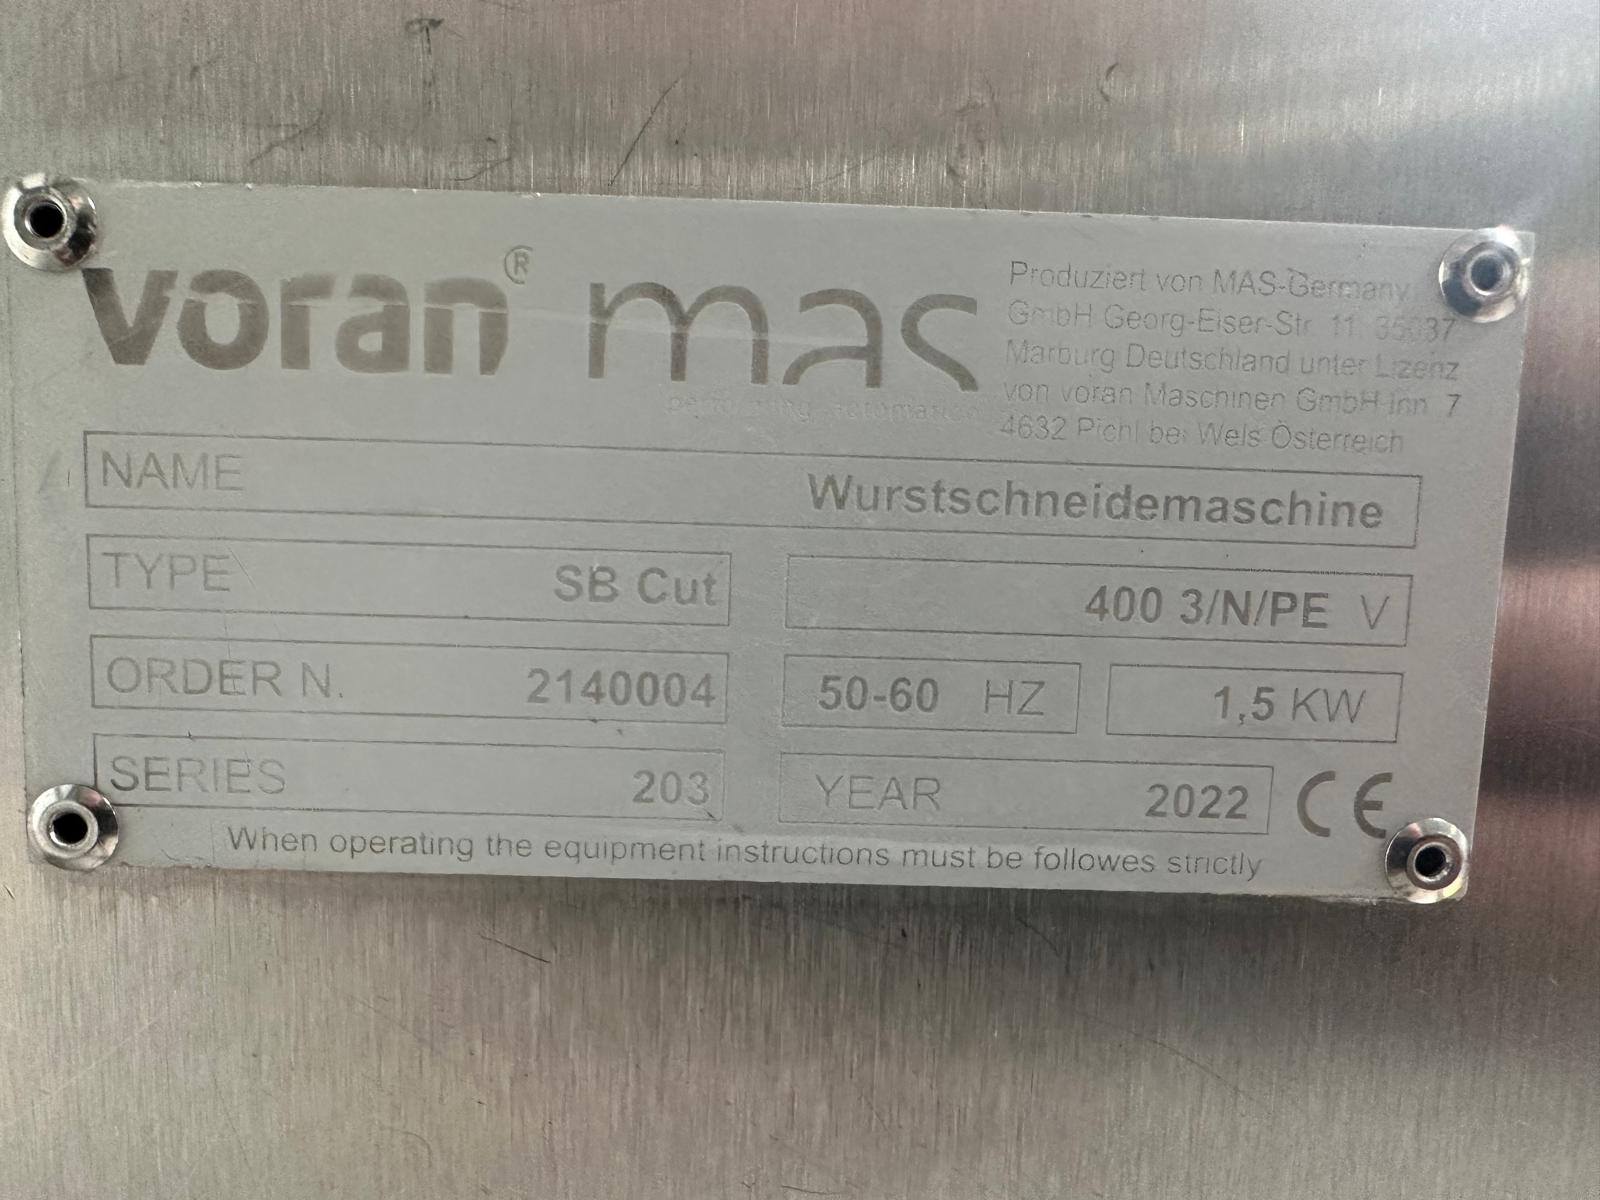 voran® mas
performing automation
Produziert von MAS-Germany
GmbH Georg-Eiser-Str. 11, 35037
Marburg Deutschland unter Lizenz
von voran Maschinen GmbH Inn 7
4632 Pichl bei Wels Österreich
NAME Wurstschneidemaschine
TYPE SB Cut
400 3/N/PE V
ORDER N. 2140004
50-60 HZ
1,5 KW
SERIES 203
YEAR 2022
CE
When operating the equipment instructions must be followes strictly